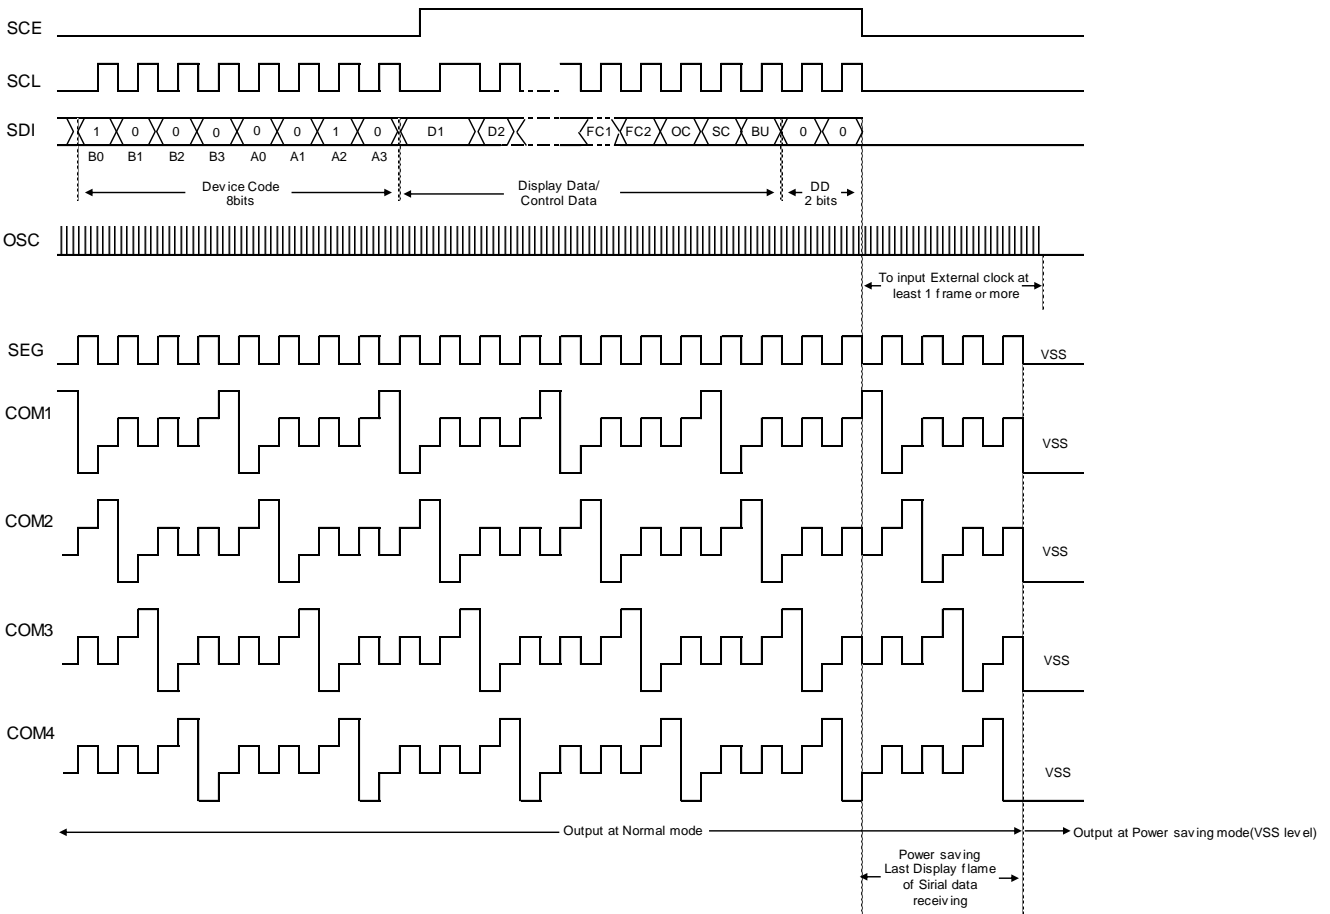 SCE
SCL
SDI
1 0 0 0 0 0 1 0 D1 D2 FC1 FC2 OC SC BU 0 0
B0 B1 B2 B3 A0 A1 A2 A3
Device Code
8bits
Display Data/
Control Data
DD
2 bits
OSC
To input External clock at
least 1 frame or more
SEG
VSS
COM1
VSS
COM2
VSS
COM3
VSS
COM4
VSS
Output at Normal mode
Output at Power saving mode(VSS level)
Power saving
Last Display flame
of Sirial data
receiving